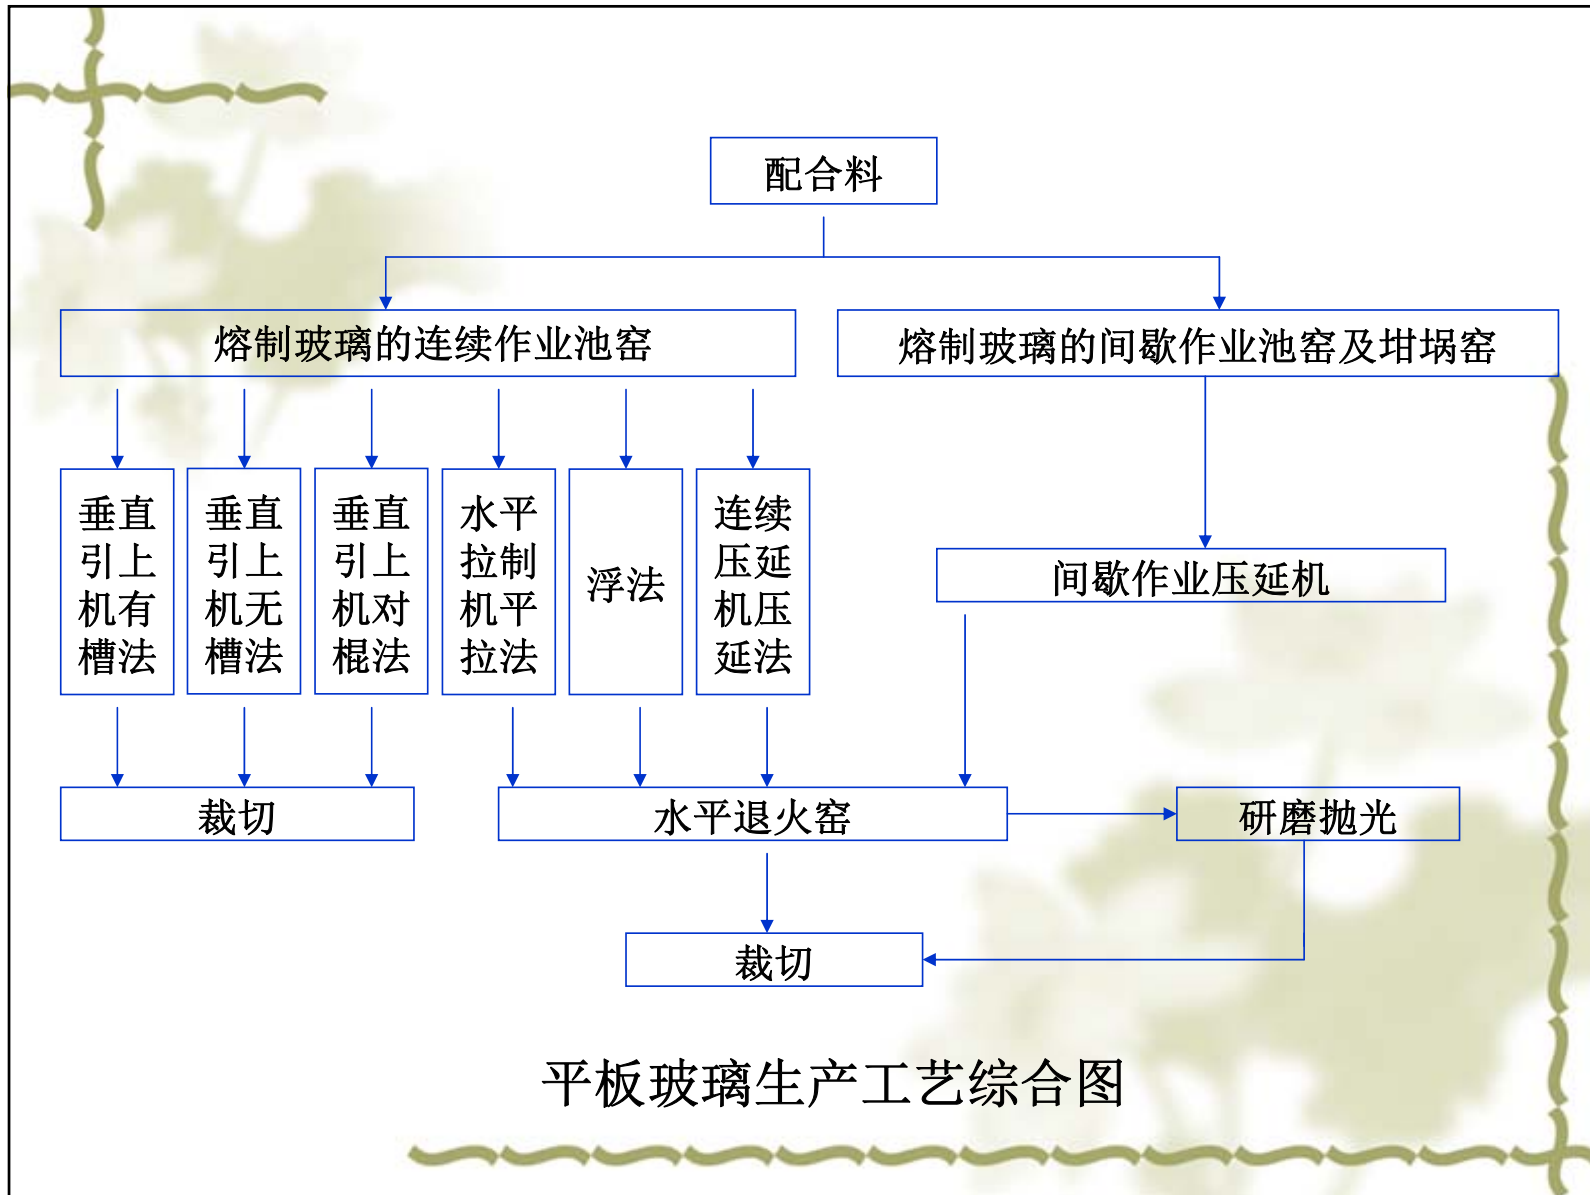 配合料
熔制玻璃的连续作业池窑
熔制玻璃的间歇作业池窑及坩埚窑
垂直
引上
机有
槽法
垂直
引上
机无
槽法
垂直
引上
机对
棍法
水平
拉制
机平
拉法
浮法
连续
压延
机压
延法
间歇作业压延机
裁切
水平退火窑
研磨抛光
裁切
平板玻璃生产工艺综合图